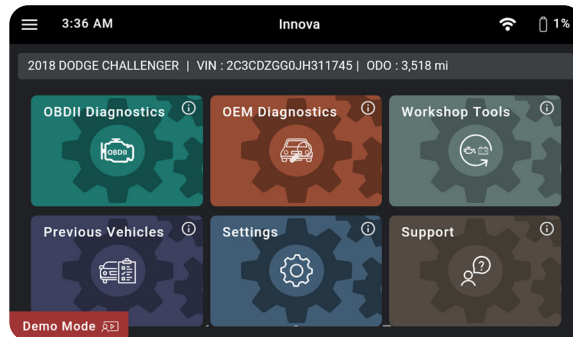 3:36 AM Innova 1%
2018 DODGE CHALLENGER | VIN : 2C3CDZGG0JH311745 | ODO : 3,518 mi
OBDII Diagnostics OEM Diagnostics Workshop Tools
OBDII
Previous Vehicles Settings Support
Demo Mode